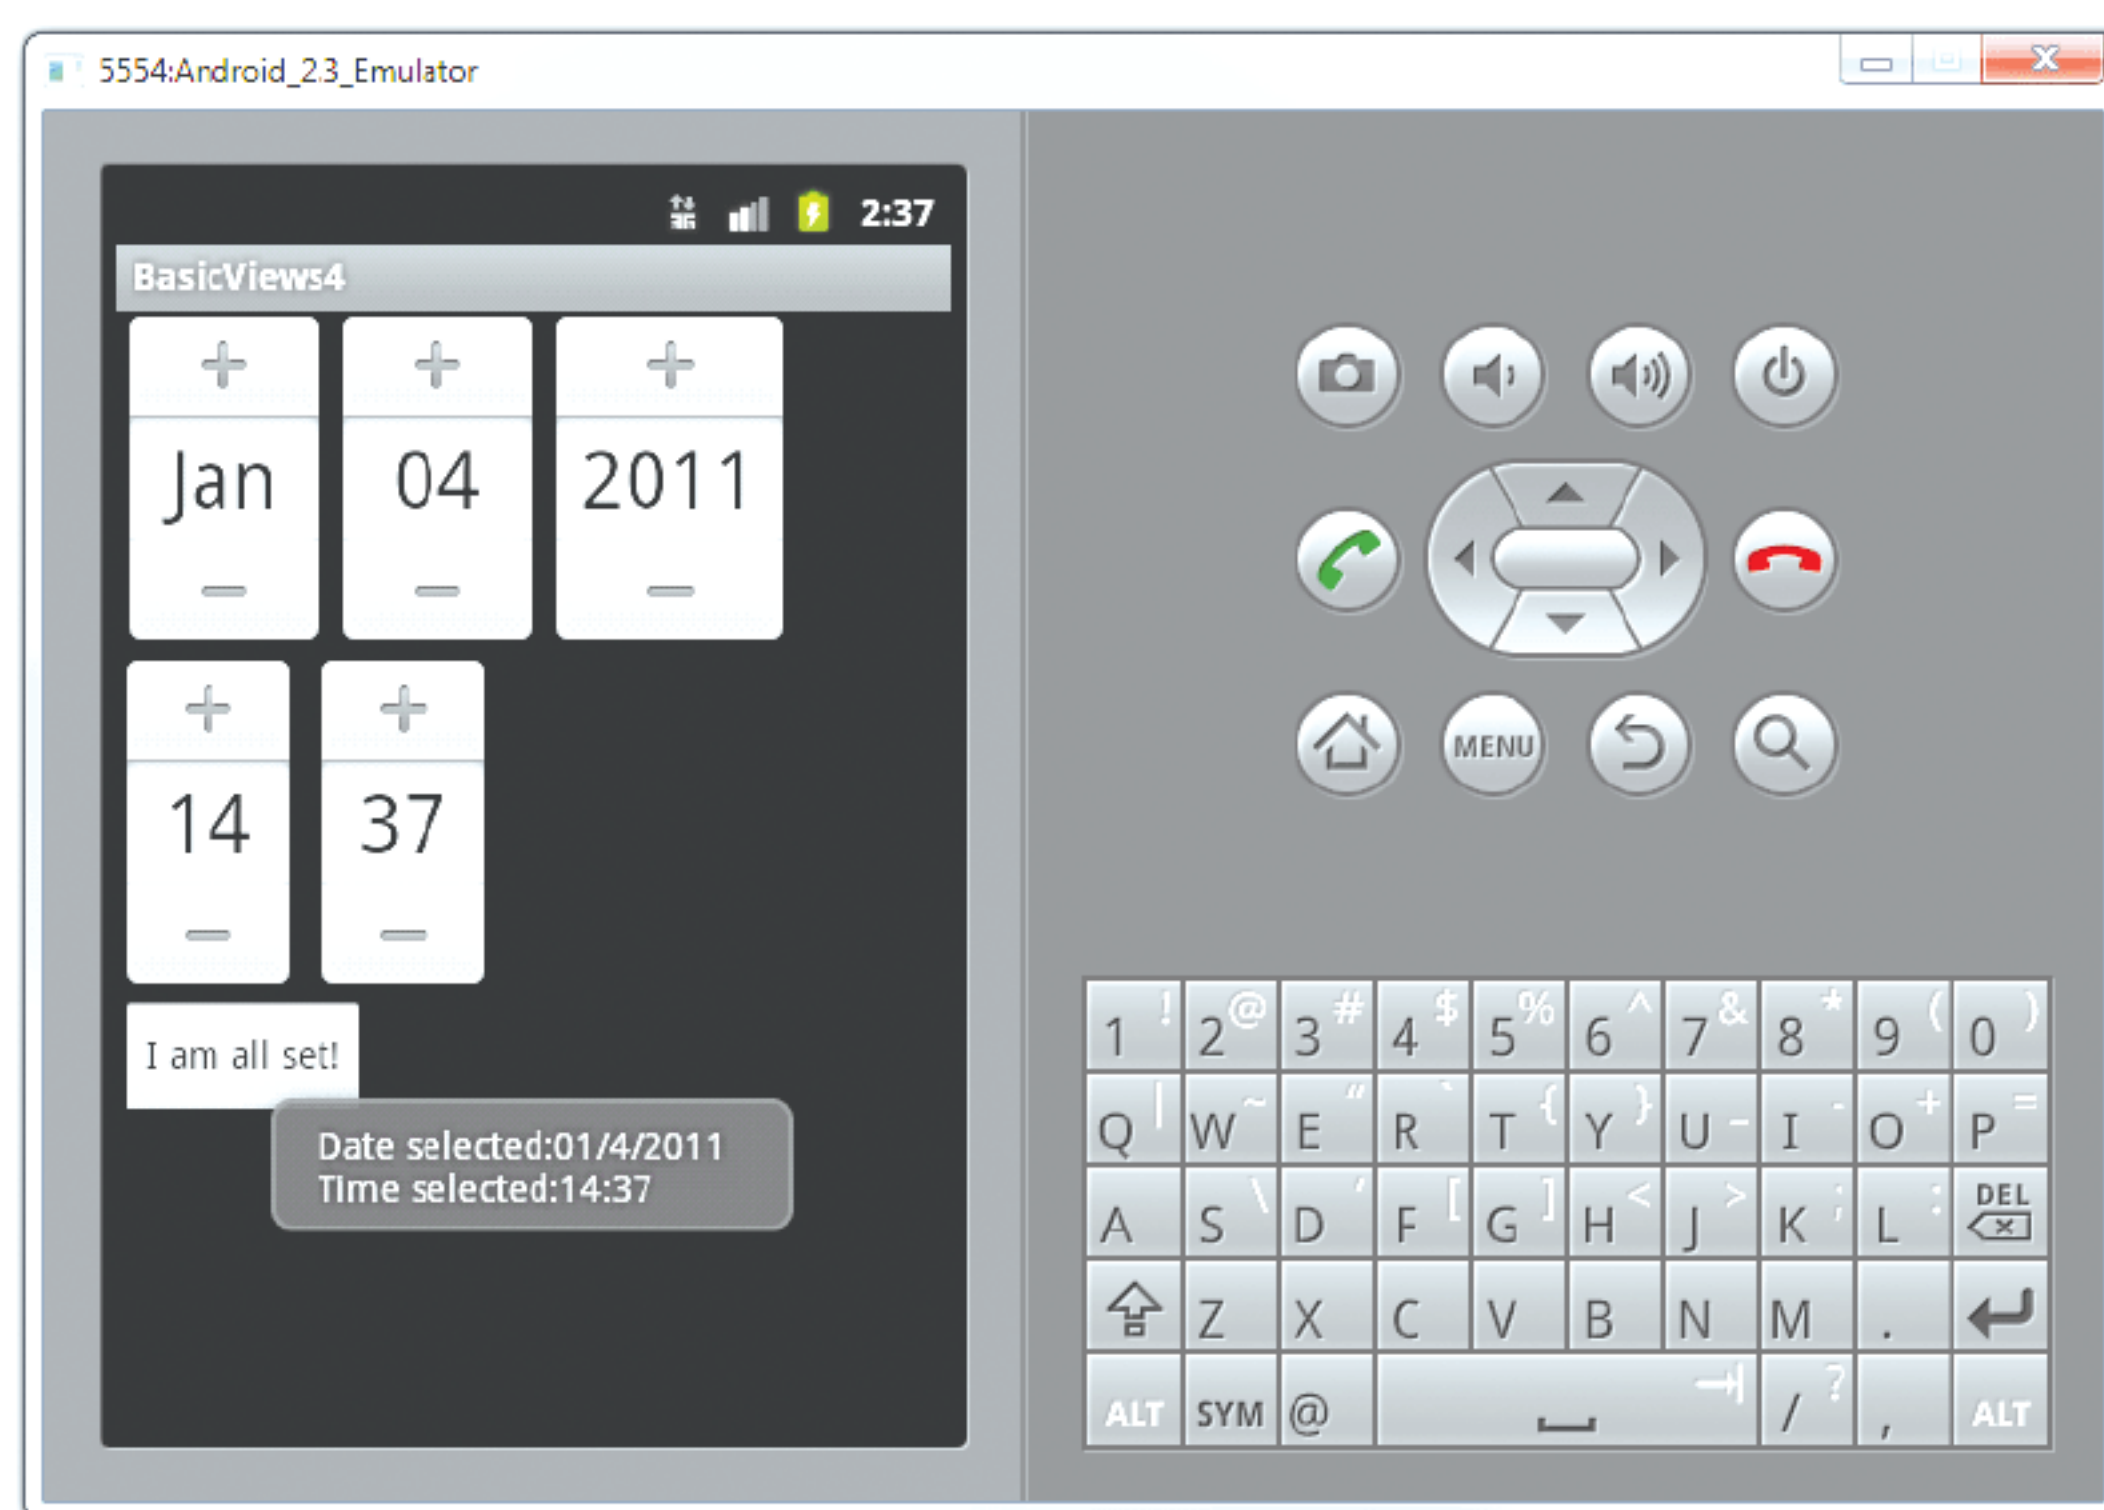 5554:Android_2.3_Emulator
3G 2:37
BasicViews4
+ + +
Jan 04 2011
- - -
+ +
14 37
- -
I am all set!
Date selected:01/4/2011
Time selected:14:37
MENU
1 ! 2 @ 3 # 4 $ 5 % 6 ^ 7 & 8 * 9 ( 0 )
Q | W ~ E “ R ` T { Y } U _ I - O + P =
A S \ D ' F [ G ] H < J > K ; L : DEL
Z X C V B N M .
ALT SYM @ / ? , ALT